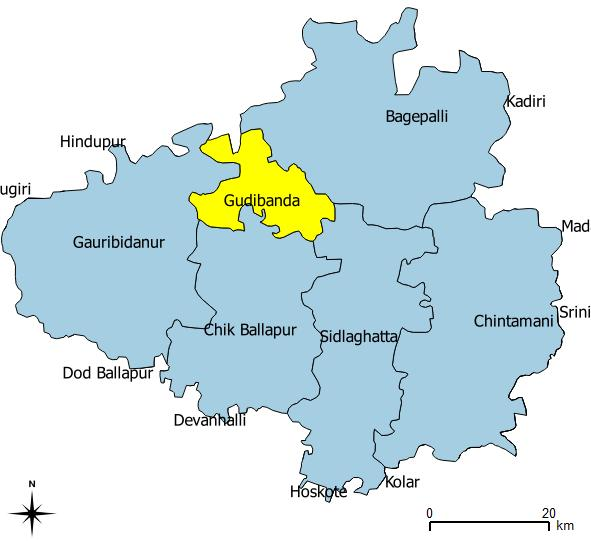 Kadiri
Bagepalli
Hindupur
ugiri
Gudibanda
Mad
Gauribidanur
Srini
Chintamani
Chik Ballapur
Sidlaghatta
Dod Ballapur
Devanhalli
Kolar
N
Hoskote
0 20
km